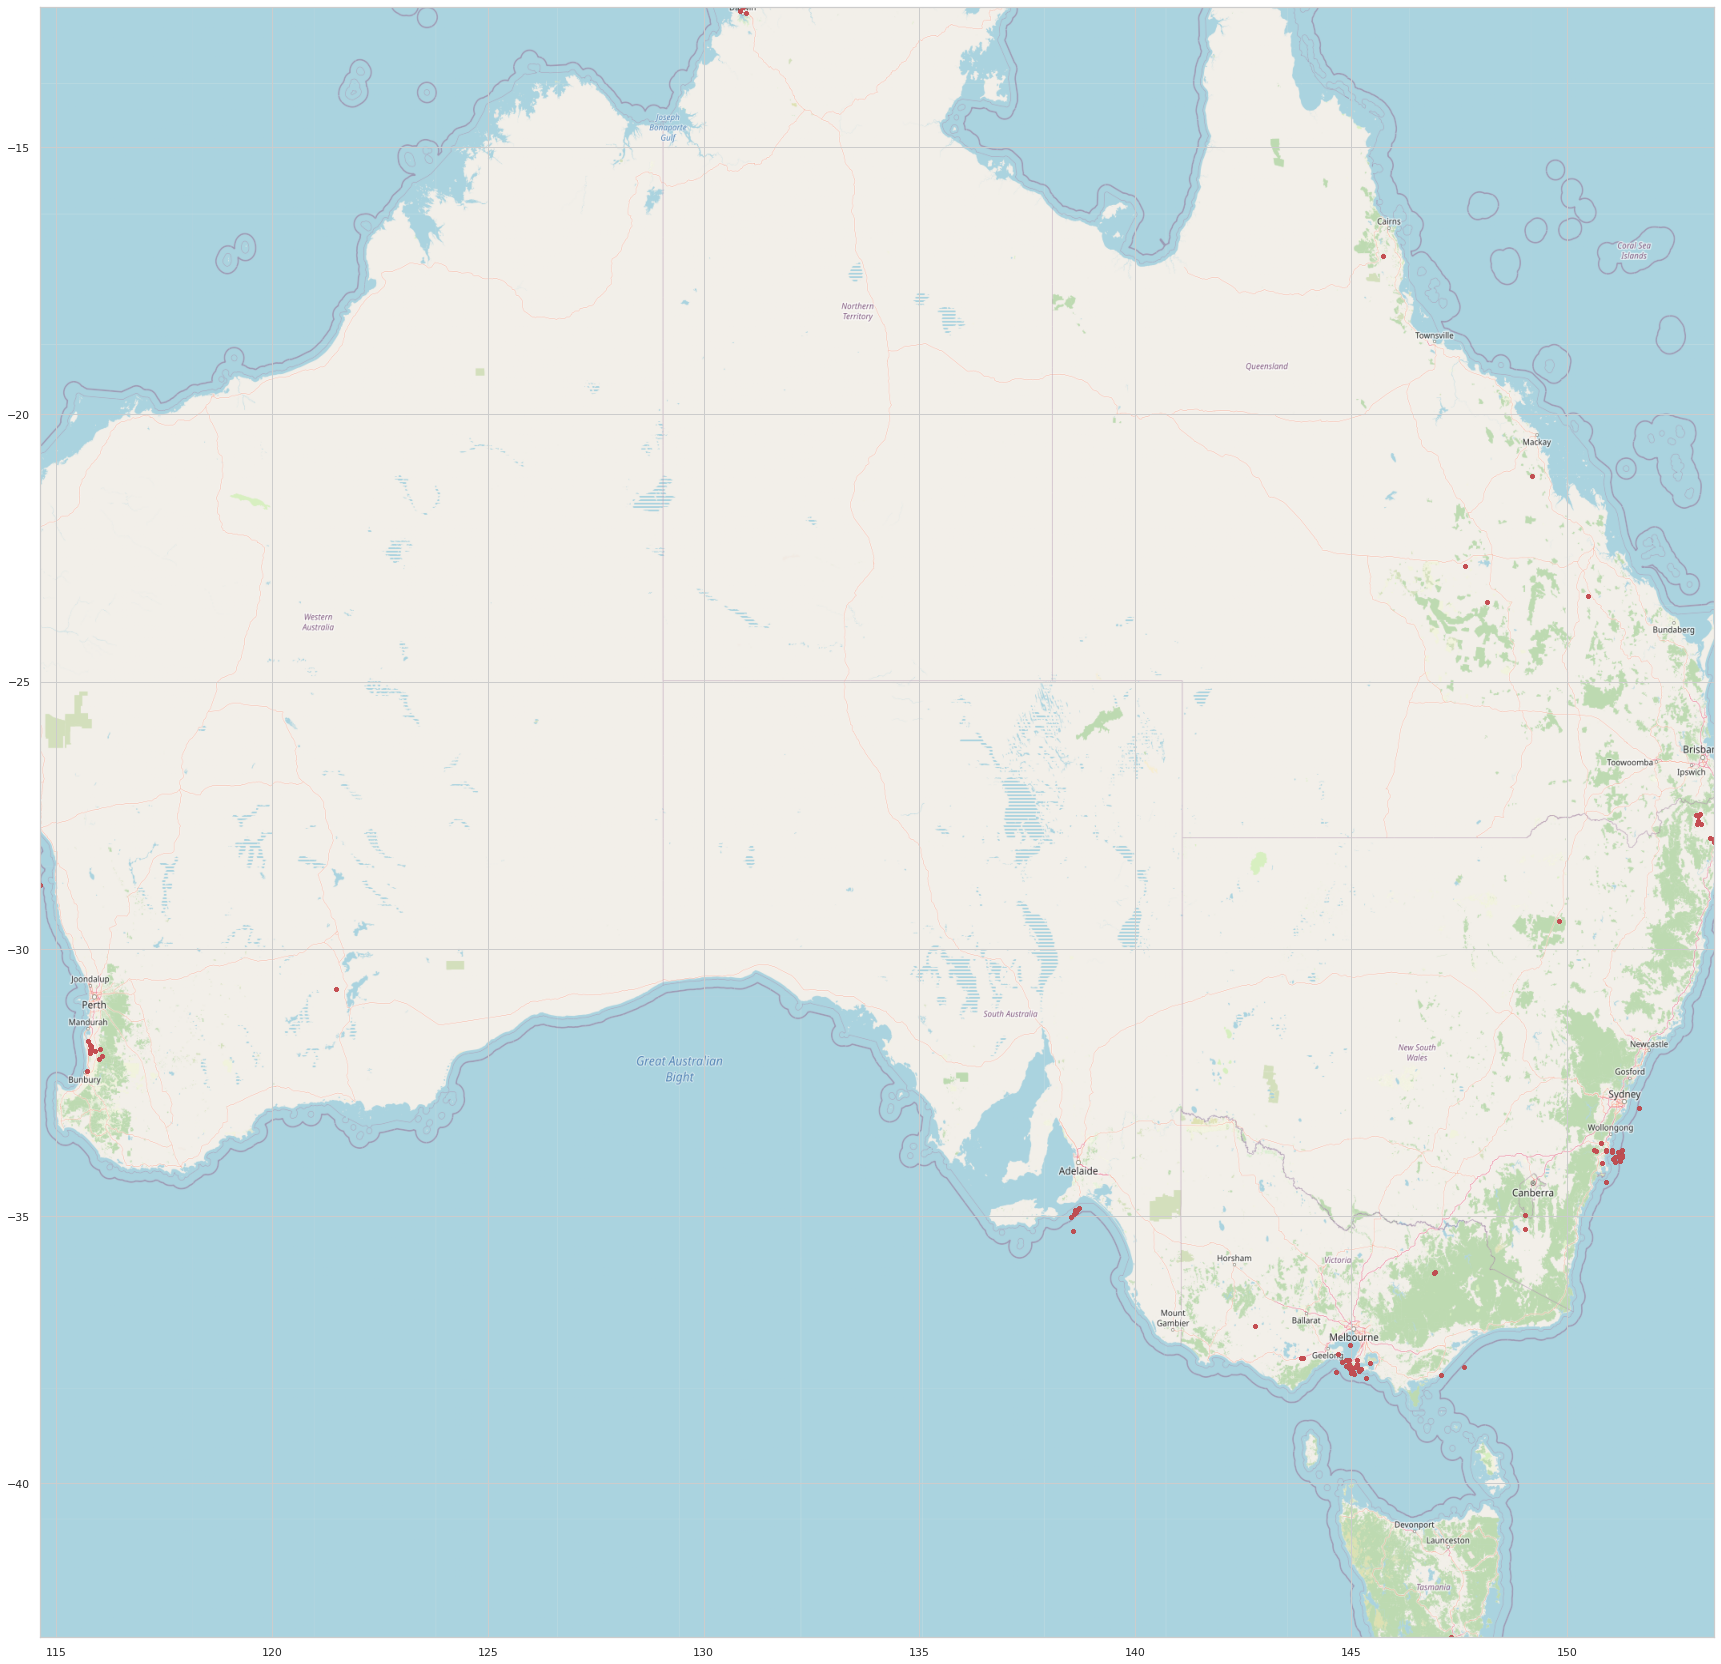 Joseph
Bonaparte
Gulf
−15
Cairns
Coral Sea
Islands
Northern
Territory
Townsville
Queensland
−20
Mackay
Western
Australia
Bundaberg
−25
Brisban
Toowoomba
Ipswich
−30
Joondalup
Perth
Mandurah
South Australia
New South
Wales
Newcastle
Great Australian
Bight
Gosford
Bunbury
Sydney
Wollongong
Adelaide
Canberra
−35
Horsham
Victoria
Mount
Gambier
Ballarat
Melbourne
Geelong
−40
Devonport
Launceston
Tasmania
115
120
125
130
135
140
145
150